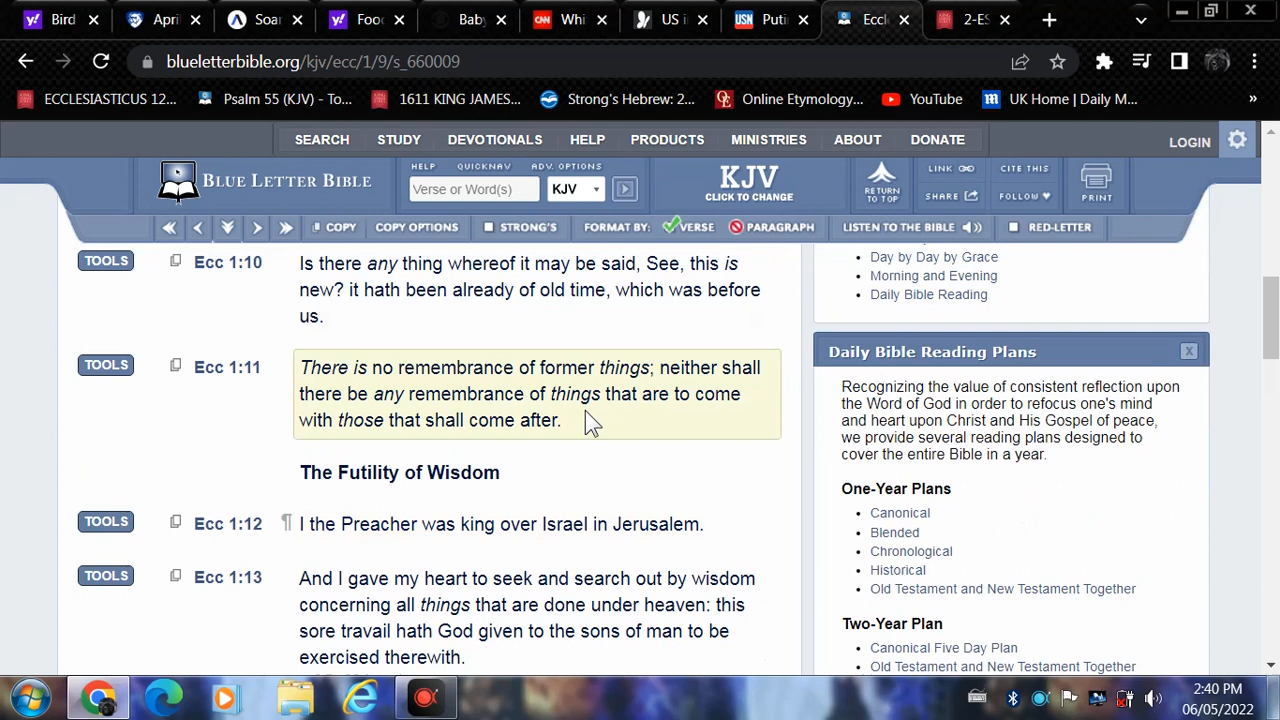 Bird
April
Soar
Food
Bab
Whi
US i
Puti
Eccl
2-ES
blueletterbible.org/kjv/ecc/1/9/s_660009
ECCLESIASTICUS 12...
Psalm 55 (KJV) - To...
1611 KING JAMES...
Strong's Hebrew: 2...
Online Etymology...
YouTube
UK Home | Daily M...
SEARCH STUDY DEVOTIONALS HELP PRODUCTS MINISTRIES ABOUT DONATE LOGIN
BLUE LETTER BIBLE
HELP QUICKNAV ADV. OPTIONS
Verse or Word(s) KJV
KJV
CLICK TO CHANGE
RETURN
TO TOP
LINK CITE THIS
SHARE FOLLOW
PRINT
COPY COPY OPTIONS STRONG'S FORMAT BY: VERSE PARAGRAPH LISTEN TO THE BIBLE RED-LETTER
TOOLS Ecc 1:10 Is there any thing whereof it may be said, See, this is
new? it hath been already of old time, which was before
us.
TOOLS Ecc 1:11 There is no remembrance of former things; neither shall
there be any remembrance of things that are to come
with those that shall come after.
The Futility of Wisdom
TOOLS Ecc 1:12 ¶ I the Preacher was king over Israel in Jerusalem.
TOOLS Ecc 1:13 And I gave my heart to seek and search out by wisdom
concerning all things that are done under heaven: this
sore travail hath God given to the sons of man to be
exercised therewith.
Day by Day by Grace
Morning and Evening
Daily Bible Reading
Daily Bible Reading Plans
Recognizing the value of consistent reflection upon
the Word of God in order to refocus one's mind
and heart upon Christ and His Gospel of peace,
we provide several reading plans designed to
cover the entire Bible in a year.
One-Year Plans
Canonical
Blended
Chronological
Historical
Old Testament and New Testament Together
Two-Year Plan
Canonical Five Day Plan
Old Testament and New Testament Together
2:40 PM
06/05/2022